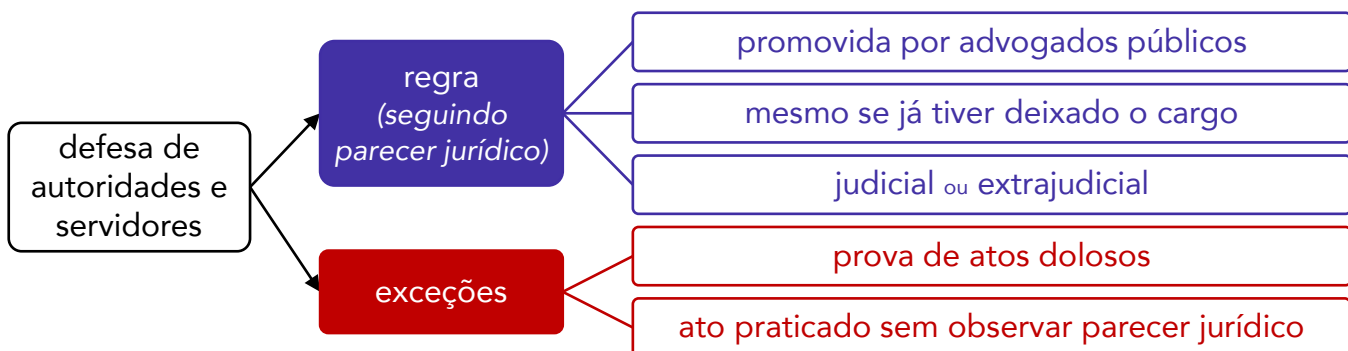 defesa de
autoridades e
servidores
regra
(seguindo
parecer jurídico)
promovida por advogados públicos
mesmo se já tiver deixado o cargo
judicial ou extrajudicial
exceções
prova de atos dolosos
ato praticado sem observar parecer jurídico